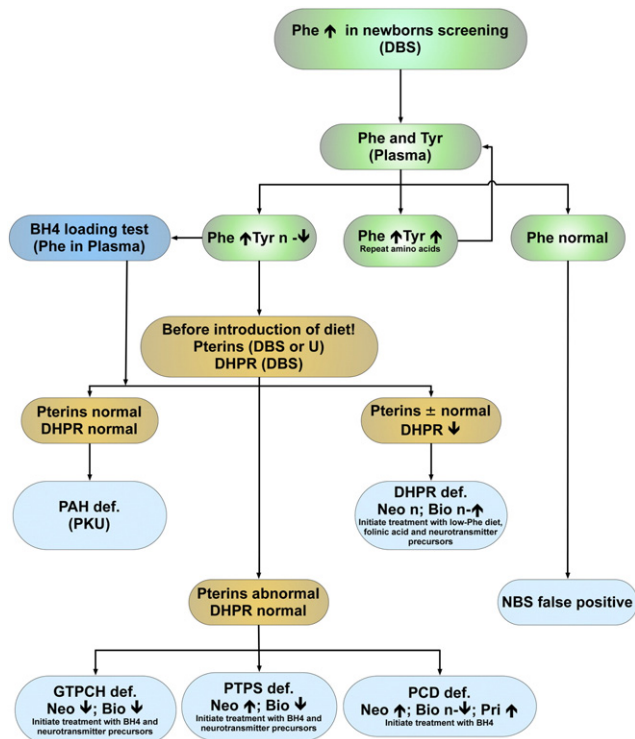 Phe ↑ in newborns screening
(DBS)
Phe and Tyr
(Plasma)
BH4 loading test
(Phe in Plasma)
Phe ↑Tyr n -↓
Phe ↑Tyr ↑
Repeat amino acids
Phe normal
Before introduction of diet!
Pterins (DBS or U)
DHPR (DBS)
Pterins normal
DHPR normal
Pterins ± normal
DHPR ↓
PAH def.
(PKU)
DHPR def.
Neo n; Bio n-↑
Initiate treatment with low-Phe diet,
folinic acid and neurotransmitter
precursors
Pterins abnormal
DHPR normal
NBS false positive
GTPCH def.
Neo ↓; Bio ↓
Initiate treatment with BH4 and
neurotransmitter precursors
PTPS def.
Neo ↑; Bio ↓
Initiate treatment with BH4 and
neurotransmitter precursors
PCD def.
Neo ↑; Bio n-↓; Pri ↑
Initiate treatment with BH4